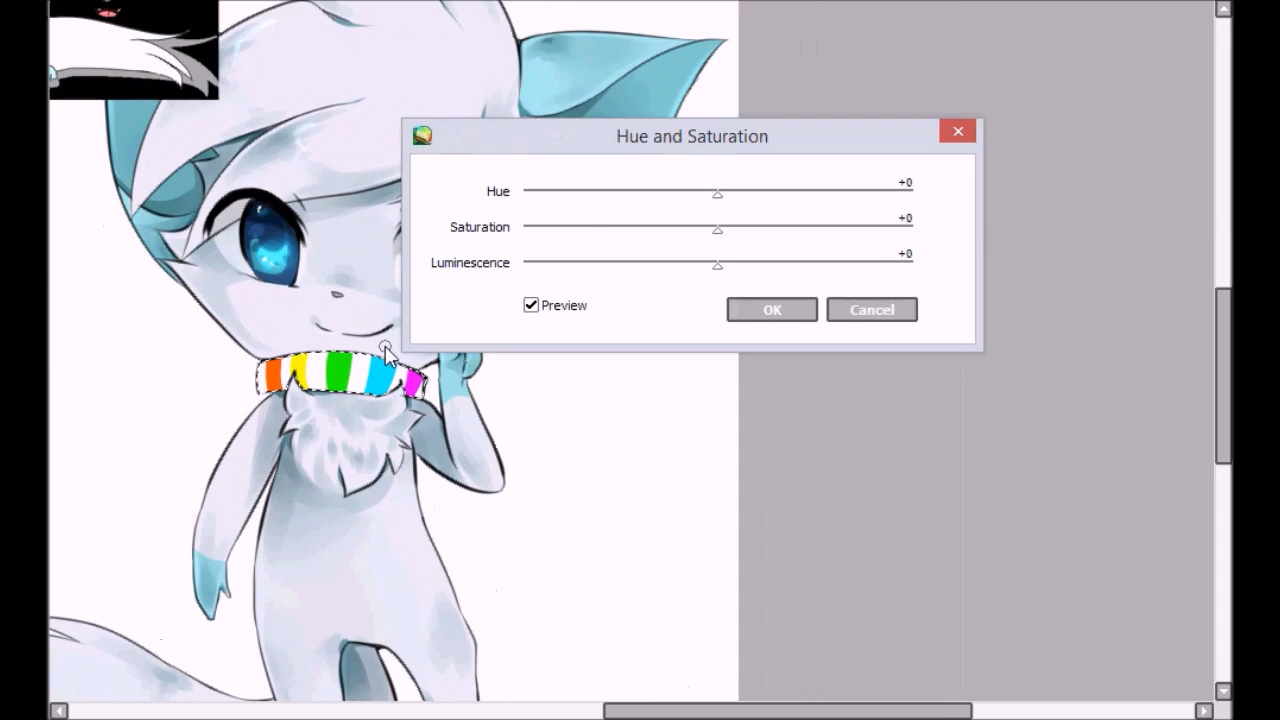 Hue and Saturation
Hue +0
Saturation +0
Luminescence +0
Preview
OK Cancel